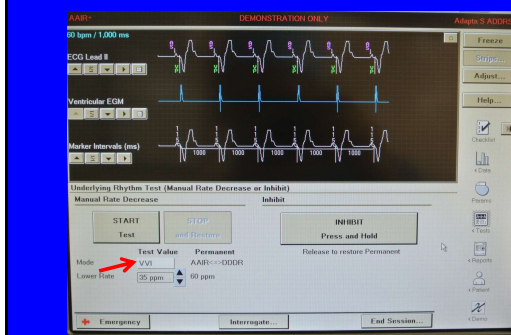 AAIR+ DEMONSTRATION ONLY Adapta S ADDRS
60 bpm / 1,000 ms
Freeze
ECG Lead II
Strips...
Adjust...
Ventricular EGM
Help...
Checklist
Marker Intervals (ms)
1000 1000 1000 1000 1000
< Data
Underlying Rhythm Test (Manual Rate Decrease or Inhibit)
Manual Rate Decrease Inhibit
Params
START
Test
STOP
and Restore
INHIBIT
Press and Hold
< Tests
Test Value Permanent
Release to restore Permanent
Mode VVI AAIR<=>DDDR
< Reports
Lower Rate 35 ppm 60 ppm
< Patient
< Demo
Emergency Interrogate... End Session...